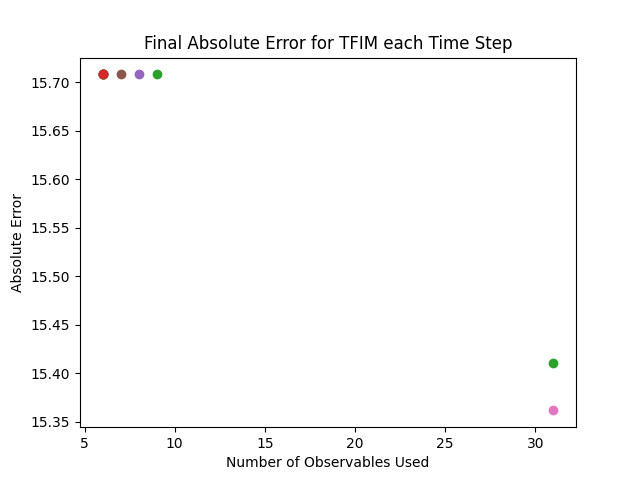 Final Absolute Error for TFIM each Time Step
15.70
15.65
15.60
15.55
15.50
15.45
15.40
15.35
Absolute Error
5 10 15 20 25 30
Number of Observables Used